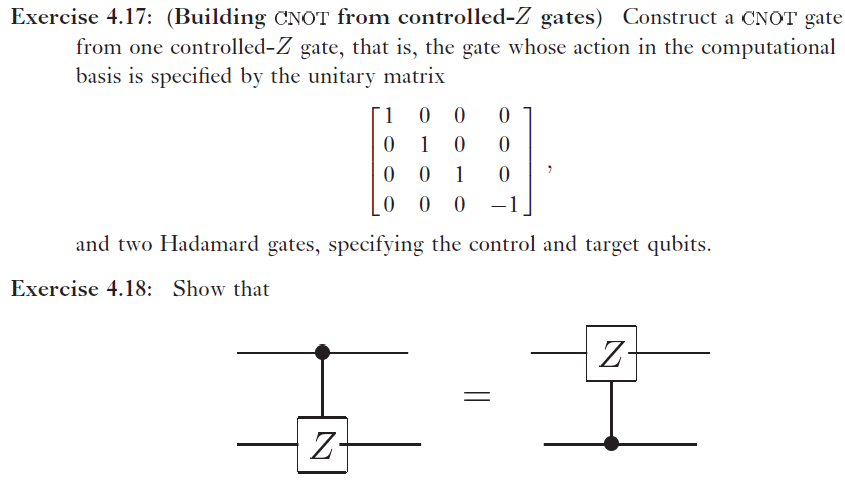 Exercise 4.17: (Building CNOT from controlled-Z gates) Construct a CNOT gate
from one controlled-Z gate, that is, the gate whose action in the computational
basis is specified by the unitary matrix
1 0 0 0
0 1 0 0
0 0 1 0
0 0 0 −1
,
and two Hadamard gates, specifying the control and target qubits.
Exercise 4.18: Show that
Z
=
Z